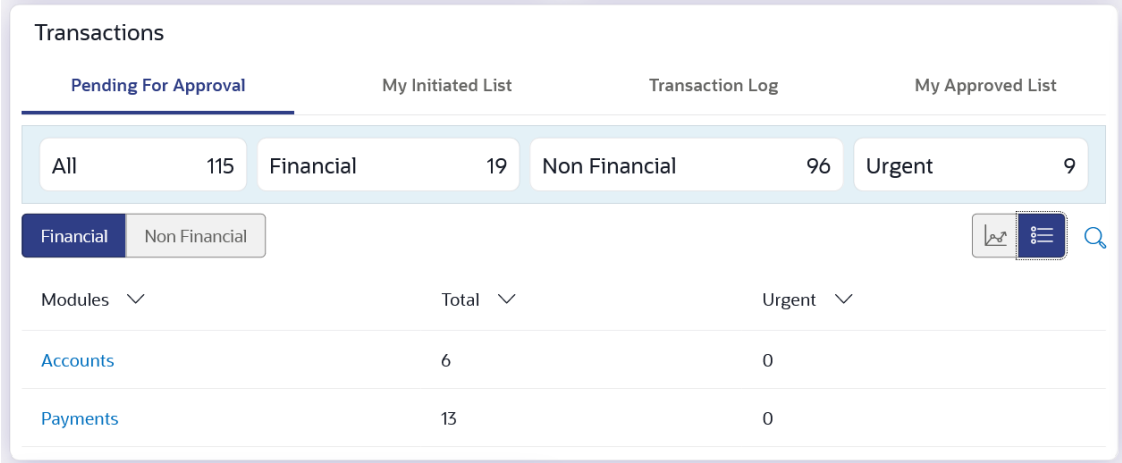 Transactions
Pending For Approval My Initiated List Transaction Log My Approved List
All 115 Financial 19 Non Financial 96 Urgent 9
Financial Non Financial
Modules Total Urgent
Accounts 6 0
Payments 13 0